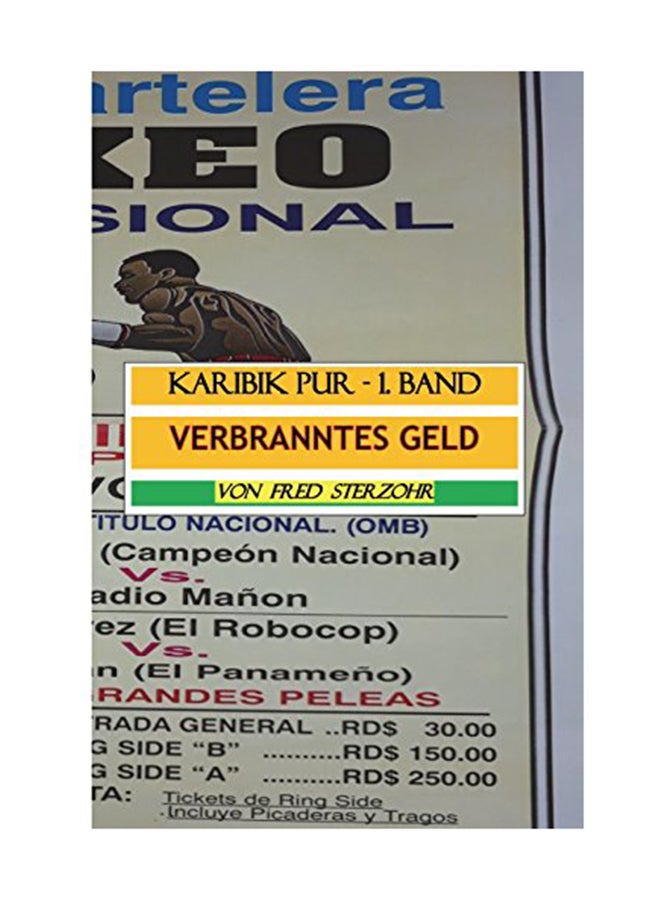 artelera
XEO
SIONAL
KARIBIK PUR - 1. BAND
VERBRANNTES GELD
VON FRED STERZOHR
TITULO NACIONAL. (OMB)
(Campeón Nacional)
Vs.
adio Mañon
ez (El Robocop)
Vs.
n (El Panameño)
RANDES PELEAS
TRADA GENERAL ..RD$ 30.00
G SIDE "B" ..........RD$ 150.00
G SIDE "A" ..........RD$ 250.00
TA: Tickets de Ring Side
Incluye Picaderas y Tragos